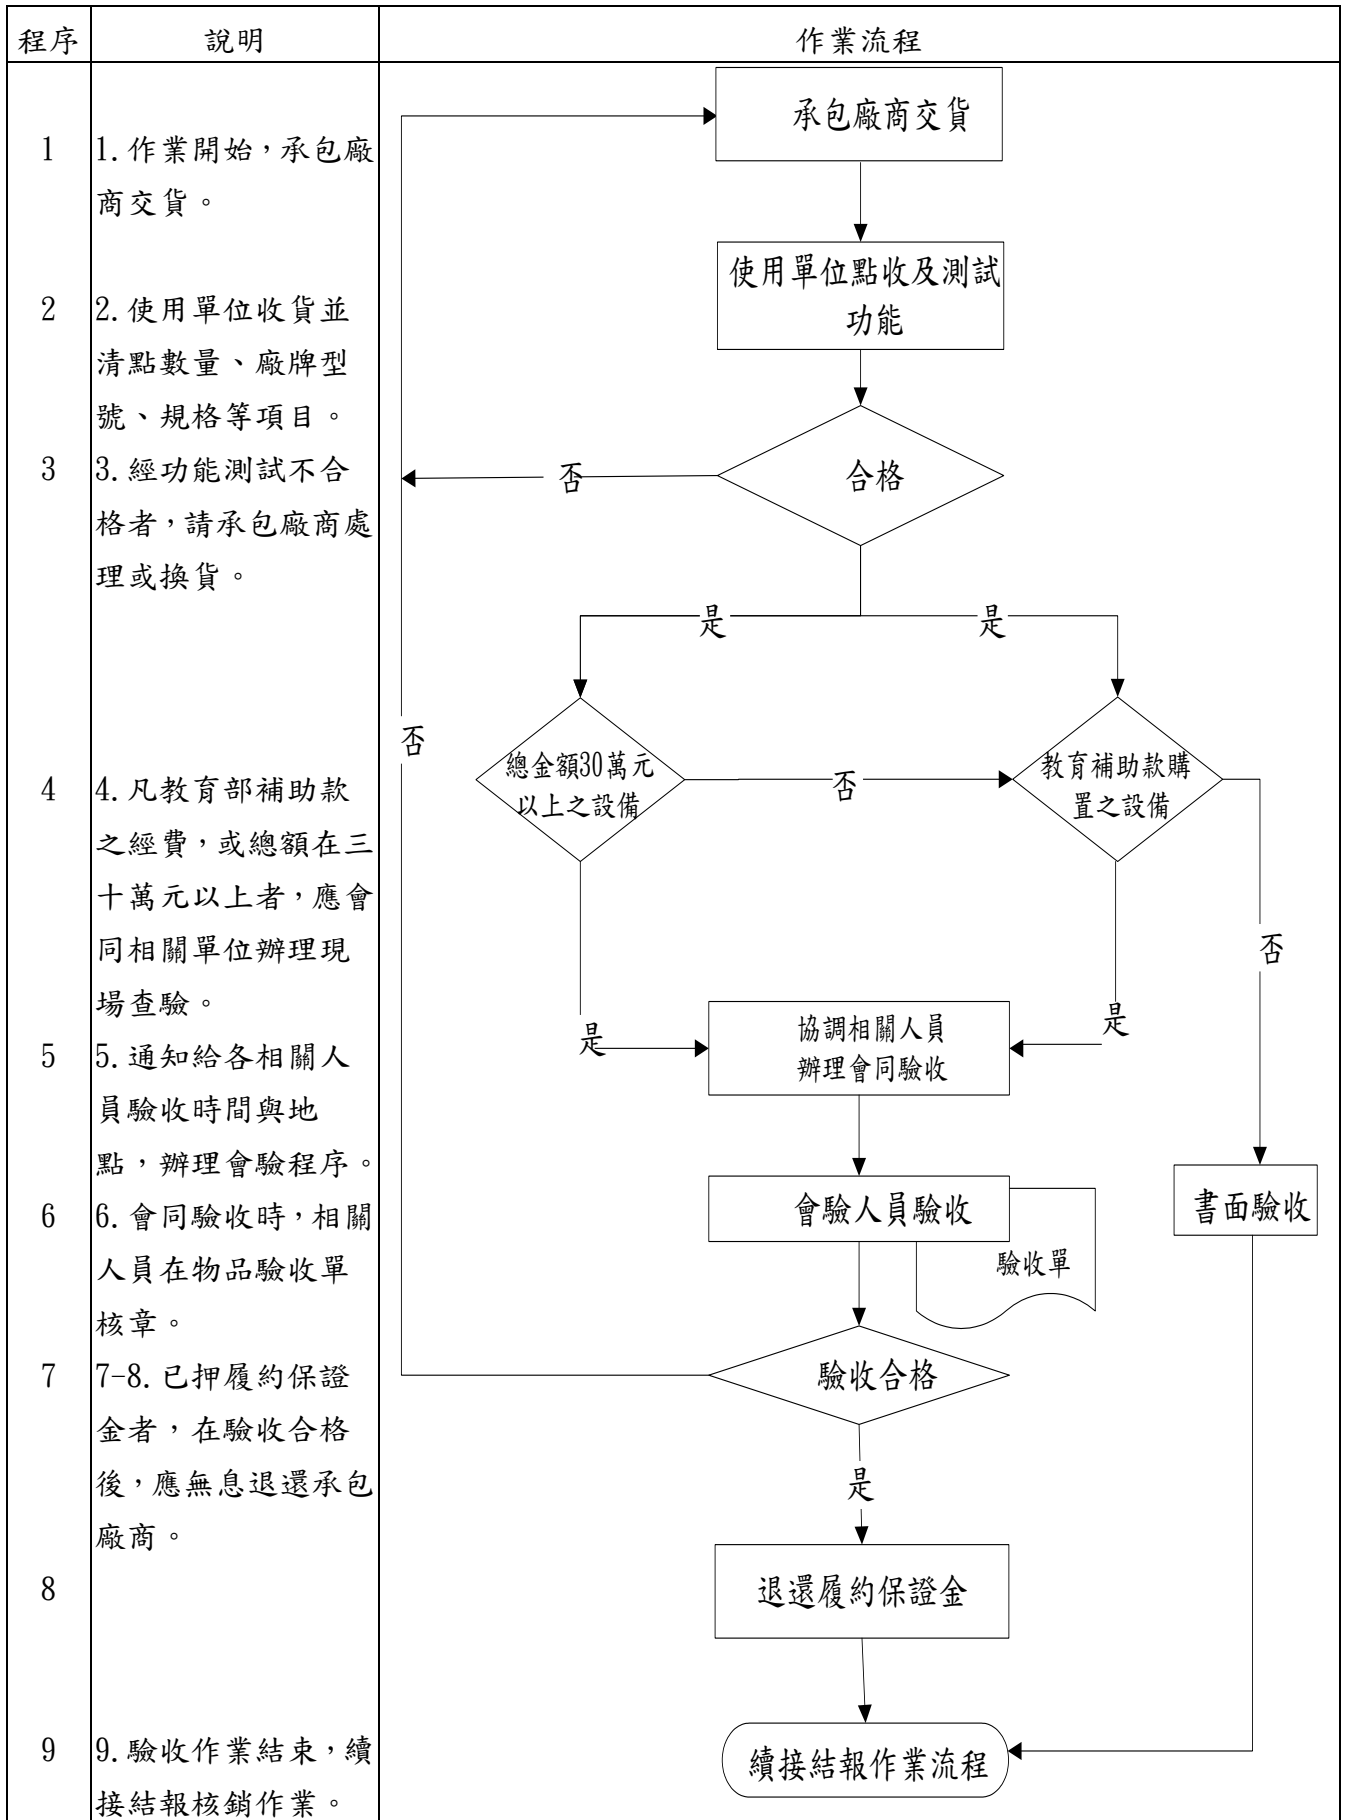 程序 說明 作業流程
1
1.作業開始，承包廠
商交貨。
2
2.使用單位收貨並
清點數量、廠牌型
號、規格等項目。
3
3.經功能測試不合
格者，請承包廠商處
理或換貨。
4
4.凡教育部補助款
之經費，或總額在三
十萬元以上者，應會
同相關單位辦理現
場查驗。
5
5.通知給各相關人
員驗收時間與地
點，辦理會驗程序。
6
6.會同驗收時，相關
人員在物品驗收單
核章。
7
7-8.已押履約保證
金者，在驗收合格
後，應無息退還承包
廠商。
8
9
9.驗收作業結束，續
接結報核銷作業。
承包廠商交貨
使用單位點收及測試
功能
合格
否
是
是
否
總金額30萬元
以上之設備
否
教育補助款購
置之設備
否
是
是
協調相關人員
辦理會同驗收
會驗人員驗收
驗收單
書面驗收
驗收合格
是
退還履約保證金
續接結報作業流程